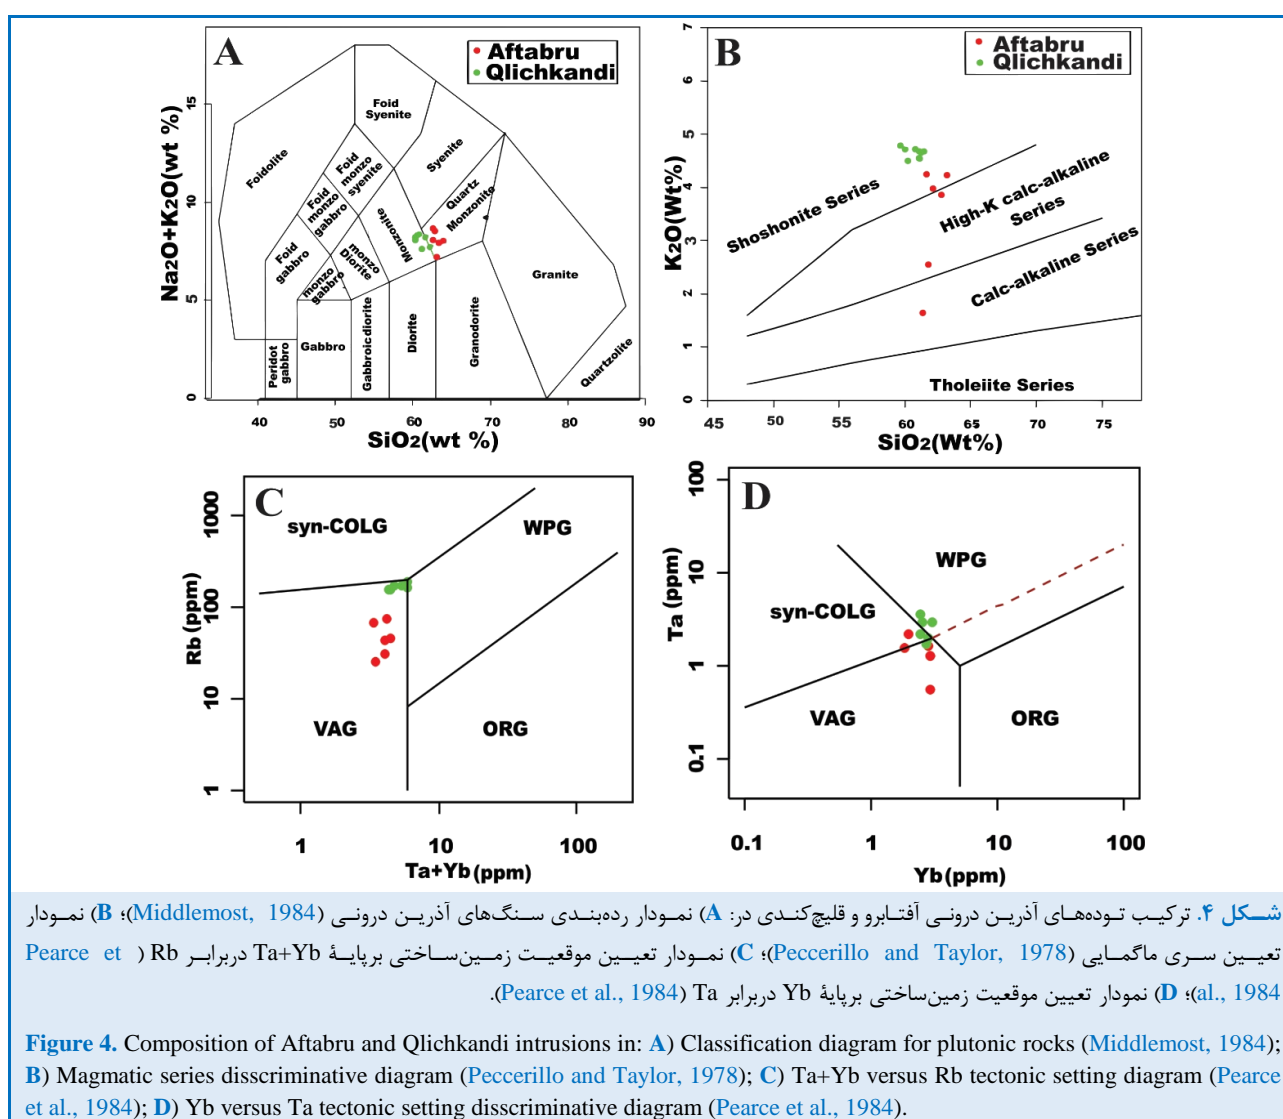 A
Aftabru
Qlichkandi
Na2O+K2O(wt %)
15
10
5
0
Foidolite
Foid
Syenite
Foid
monzo
syenite
Syenite
Foid
monzo
gabbro
Quartz
Monzonite
Monzonite
Foid
gabbro
monzo
Diorite
monzo
gabbro
Granite
Peridot
gabbro
Gabbro
Gabbroic diorite
Diorite
Granodorite
Quartzolite
40 50 60 70 80 90
SiO2(wt %)
B
Aftabru
Qlichkandi
K2O(Wt%)
7
6
5
4
3
2
1
0
Shoshonite Series
High-K calc-alkaline
Series
Calc-alkaline Series
Tholeiite Series
45 50 55 60 65 70 75
SiO2(Wt%)
C
Rb (ppm)
1000
100
10
1
syn-COLG
WPG
VAG
ORG
1 10 100
Ta+Yb (ppm)
D
Ta (ppm)
100
10
1
0.1
WPG
syn-COLG
VAG
ORG
0.1 1 10 100
Yb (ppm)
شکل ۴. ترکیب توده‌های آذرین درونی آفتابرو و قلیچ‌کندی در: A) نمودار رده‌بندی سنگ‌های آذرین درونی (Middlemost, 1984)؛ B) نمودار
تعیین سری ماگمایی (Peccerillo and Taylor, 1978)؛ C) نمودار تعیین موقعیت زمین‌ساختی برپایهٔ Ta+Yb دربرابر Rb (Pearce et
al., 1984)؛ D) نمودار تعیین موقعیت زمین‌ساختی برپایهٔ Yb دربرابر Ta (Pearce et al., 1984).
Figure 4. Composition of Aftabru and Qlichkandi intrusions in: A) Classification diagram for plutonic rocks (Middlemost, 1984);
B) Magmatic series disscriminative diagram (Peccerillo and Taylor, 1978); C) Ta+Yb versus Rb tectonic setting diagram (Pearce
et al., 1984); D) Yb versus Ta tectonic setting disscriminative diagram (Pearce et al., 1984).